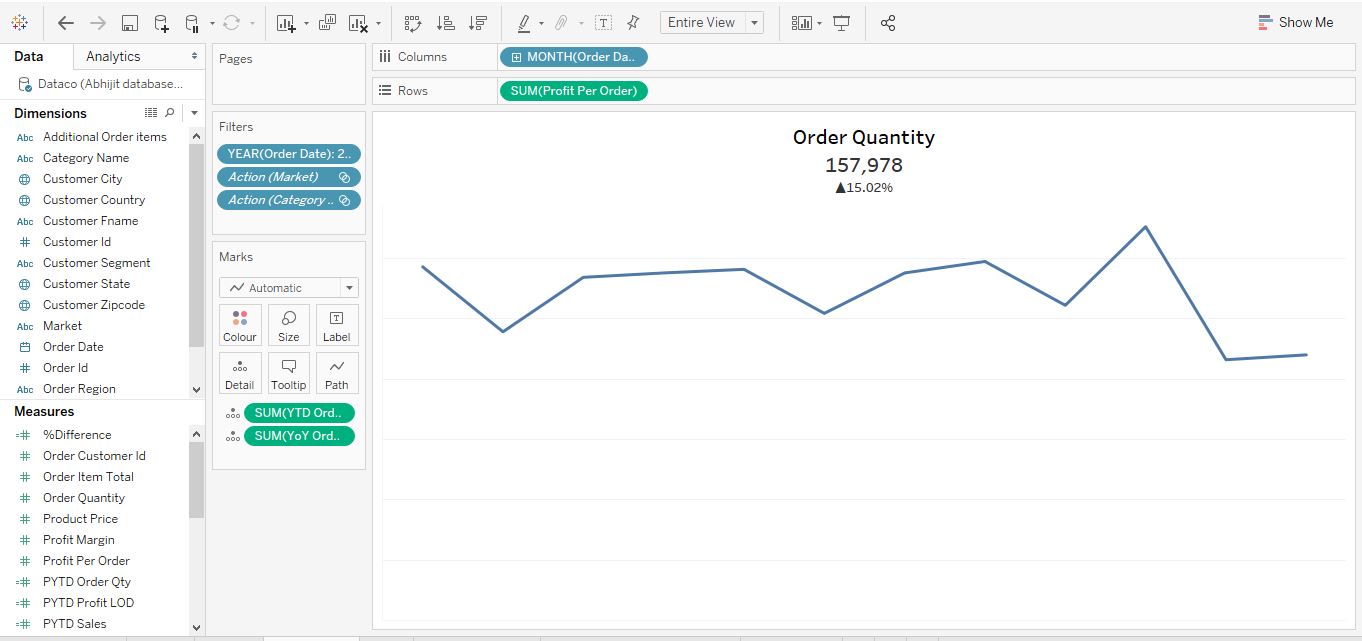 Entire View
Show Me
Data
Analytics
Dataco (Abhijit database...
Dimensions
Abc Additional Order items
Abc Category Name
Customer City
Customer Country
Abc Customer Fname
# Customer Id
Abc Customer Segment
Customer State
Customer Zipcode
Abc Market
Order Date
# Order Id
Abc Order Region
Measures
=# %Difference
# Order Customer Id
# Order Item Total
# Order Quantity
# Product Price
# Profit Margin
# Profit Per Order
=# PYTD Order Qty
=# PYTD Profit LOD
=# PYTD Sales
Pages
Filters
YEAR(Order Date): 2..
Action (Market)
Action (Category ..
Marks
Automatic
Colour
Size
T
Label
Detail
Tooltip
Path
SUM(YTD Ord..
SUM(YoY Ord..
Columns
MONTH(Order Da..
Rows
SUM(Profit Per Order)
Order Quantity
157,978
▲15.02%